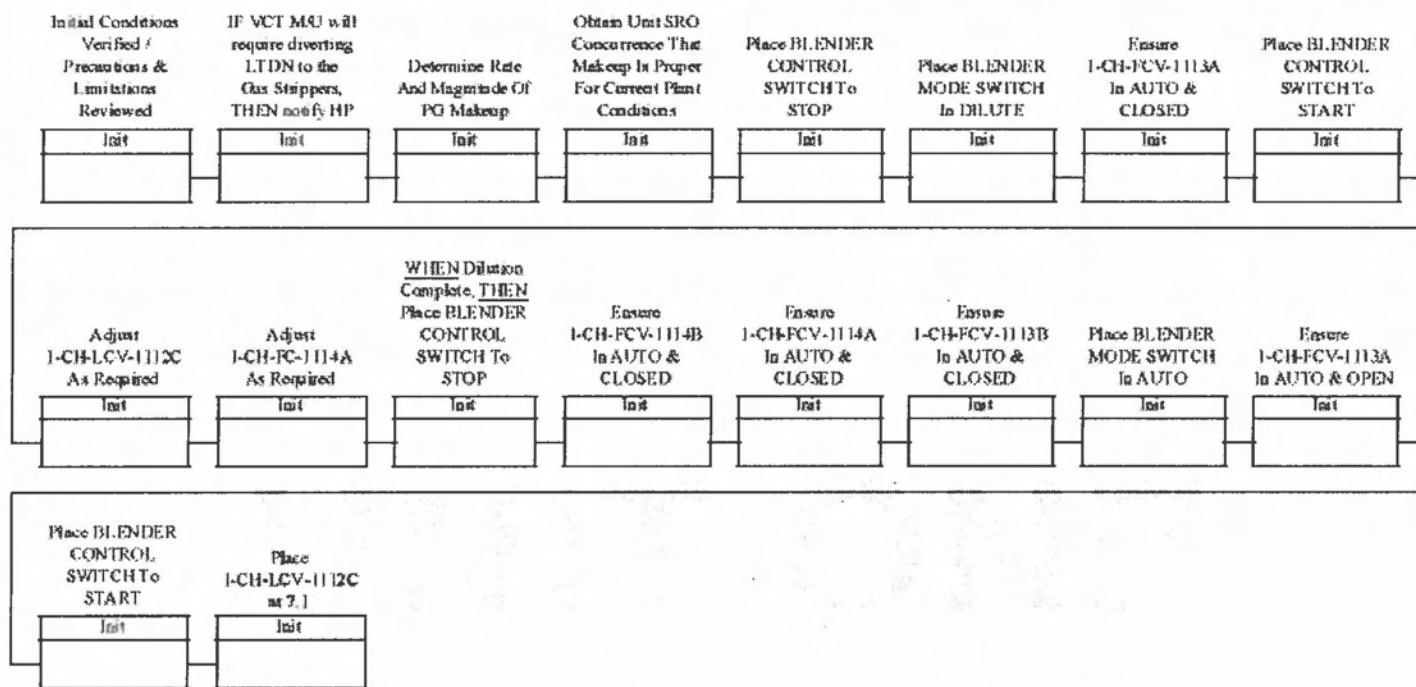 Initial Conditions
Verified /
Precautions &
Limitations
Reviewed
Init
IF VCT M/U will
require diverting
LTDN to the
Gas Strippers,
THEN notify HP
Init
Determine Rate
And Magnitude Of
PG Makeup
Init
Obtain Unit SRO
Concurrence That
Makeup Is Proper
For Current Plant
Conditions
Init
Place BLENDER
CONTROL
SWITCH To
STOP
Init
Place BLENDER
MODE SWITCH
In DILUTE
Init
Ensure
1-CH-FCV-1113A
In AUTO &
CLOSED
Init
Place BLENDER
CONTROL
SWITCH To
START
Init
Adjust
1-CH-LCV-1112C
As Required
Init
Adjust
1-CH-FC-1114A
As Required
Init
WHEN Dilution
Complete, THEN
Place BLENDER
CONTROL
SWITCH To
STOP
Init
Ensure
1-CH-FCV-1114B
In AUTO &
CLOSED
Init
Ensure
1-CH-FCV-1114A
In AUTO &
CLOSED
Init
Ensure
1-CH-FCV-1113B
In AUTO &
CLOSED
Init
Place BLENDER
MODE SWITCH
In AUTO
Init
Ensure
1-CH-FCV-1113A
In AUTO & OPEN
Init
Place BLENDER
CONTROL
SWITCH To
START
Init
Place
1-CH-LCV-1112C
at 7.1
Init